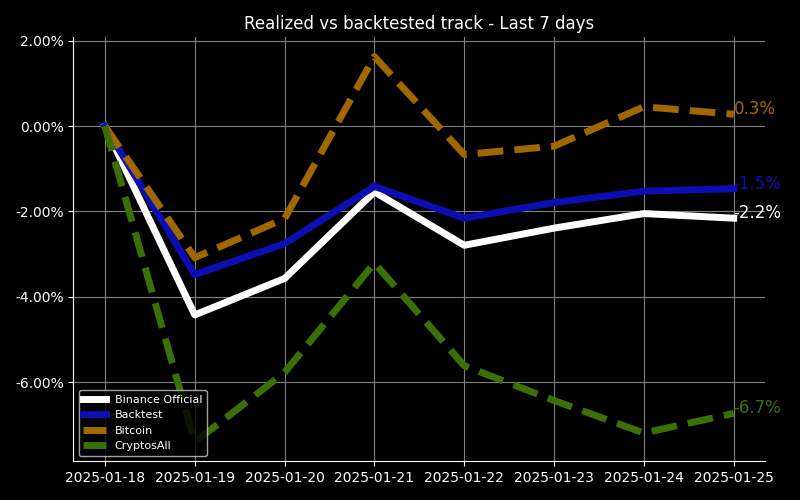 Realized vs backtested track - Last 7 days
2.00%
0.00%
-2.00%
-4.00%
-6.00%
0.3%
-1.5%
-2.2%
-6.7%
Binance Official
Backtest
Bitcoin
CryptosAll
2025-01-18 2025-01-19 2025-01-20 2025-01-21 2025-01-22 2025-01-23 2025-01-24 2025-01-25